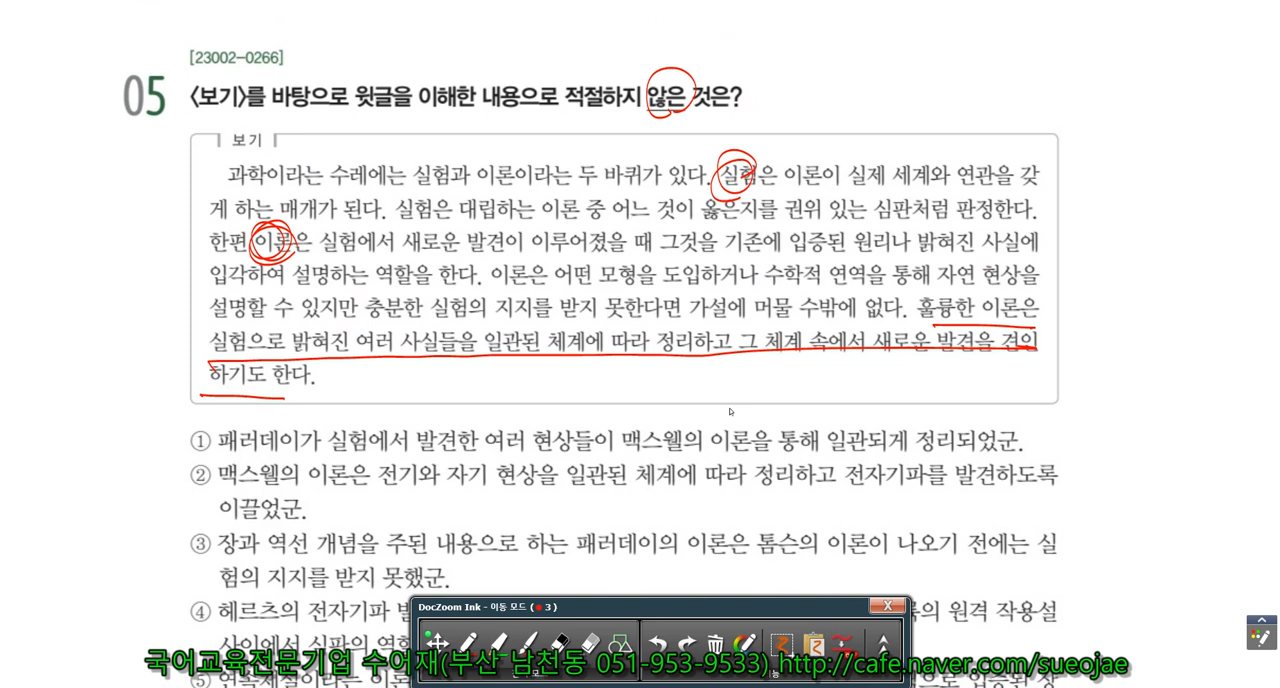 [23002-0266]
05 <보기>를 바탕으로 윗글을 이해한 내용으로 적절하지 않은 것은?
보기
과학이라는 수레에는 실험과 이론이라는 두 바퀴가 있다. 실험은 이론이 실제 세계와 연관을 갖
게 하는 매개가 된다. 실험은 대립하는 이론 중 어느 것이 옳은지를 권위 있는 심판처럼 판정한다.
한편 이론은 실험에서 새로운 발견이 이루어졌을 때 그것을 기존에 입증된 원리나 밝혀진 사실에
입각하여 설명하는 역할을 한다. 이론은 어떤 모형을 도입하거나 수학적 연역을 통해 자연 현상을
설명할 수 있지만 충분한 실험의 지지를 받지 못한다면 가설에 머물 수밖에 없다. 훌륭한 이론은
실험으로 밝혀진 여러 사실들을 일관된 체계에 따라 정리하고 그 체계 속에서 새로운 발견을 견인
하기도 한다.
① 패러데이가 실험에서 발견한 여러 현상들이 맥스웰의 이론을 통해 일관되게 정리되었군.
② 맥스웰의 이론은 전기와 자기 현상을 일관된 체계에 따라 정리하고 전자기파를 발견하도록
이끌었군.
③ 장과 역선 개념을 주된 내용으로 하는 패러데이의 이론은 톰슨의 이론이 나오기 전에는 실
험의 지지를 받지 못했군.
④ 헤르츠의 전자기파 의 원격 작용설
DocZoom Ink - 이동 모드 ( 3 )
국어교육전문기업 수어재(부산 남천동 051-953-9533) http://cafe.naver.com/sueojae